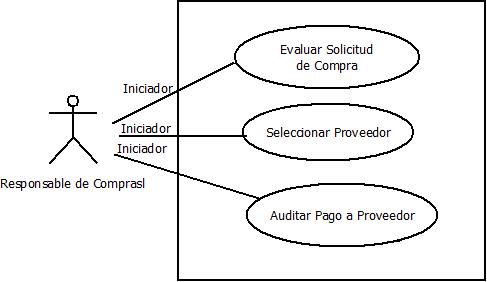 Evaluar Solicitud
de Compra
Iniciador
Iniciador
Seleccionar Proveedor
Iniciador
Responsable de Comprasl
Auditar Pago a Proveedor